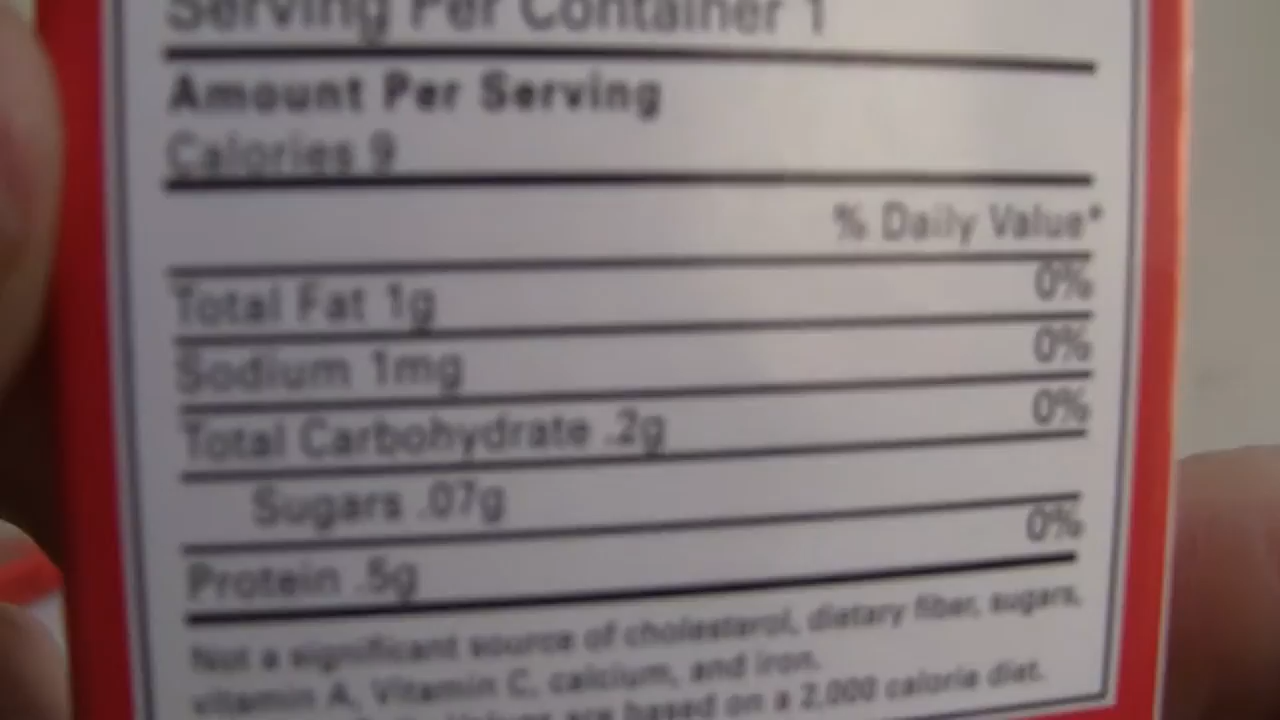 Serving Per Container 1
Amount Per Serving
Calories 9
% Daily Value*
Total Fat 1g 0%
Sodium 1mg 0%
Total Carbohydrate .2g 0%
Sugars .07g
Protein .5g 0%
Not a significant source of cholesterol, dietary fiber, sugars,
vitamin A, Vitamin C, calcium, and iron.
Values are based on a 2,000 calorie diet.